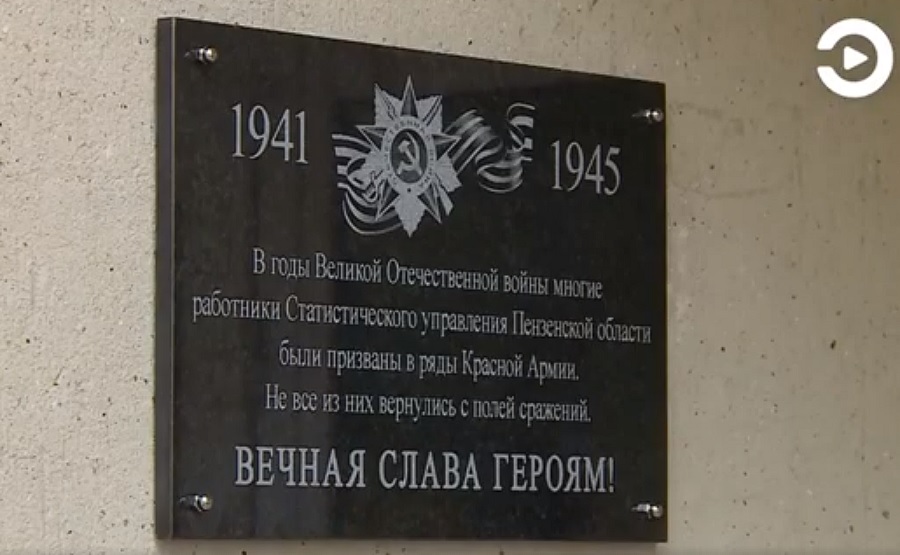 1941
1945
В годы Великой Отечественной войны многие
работники Статистического управления Пензенской области
были призваны в ряды Красной Армии.
Не все из них вернулись с полей сражений.
ВЕЧНАЯ СЛАВА ГЕРОЯМ!